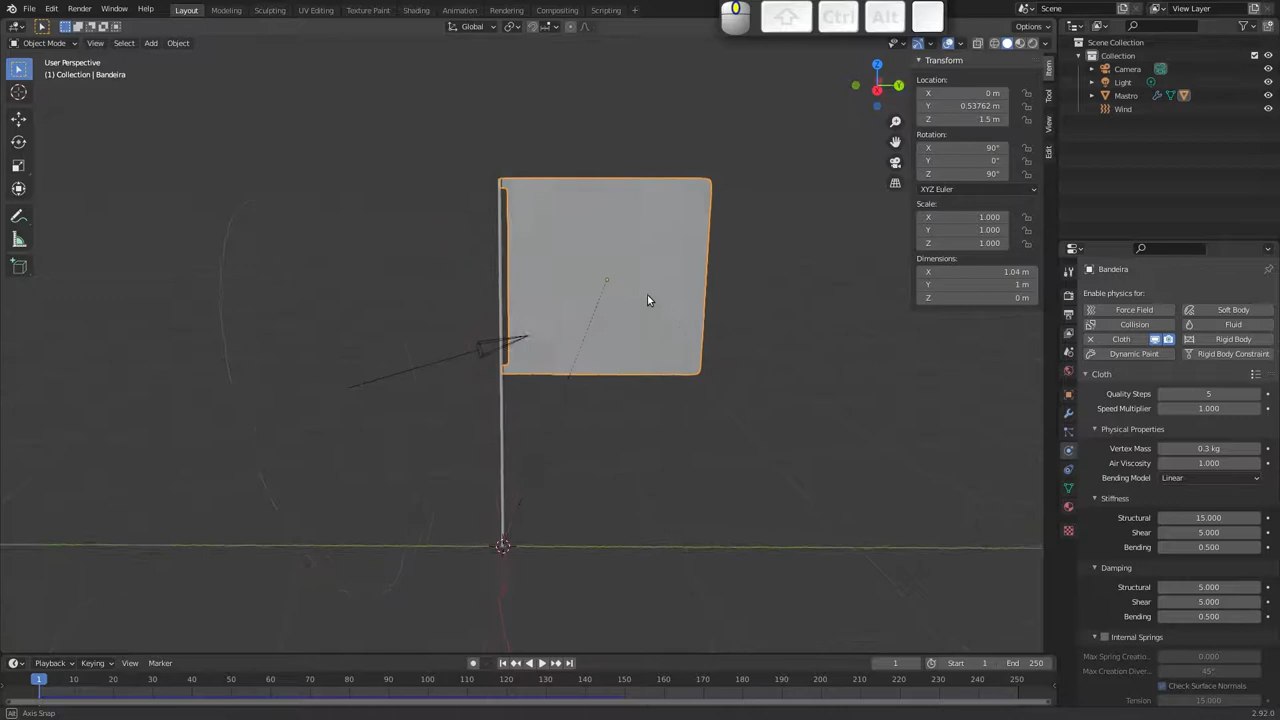 File Edit Render Window Help Layout Modeling Sculpting UV Editing Texture Paint Shading Animation Rendering Compositing Scripting + Ctrl Alt Scene View Layer
Global Options
Object Mode View Select Add Object
User Perspective
(1) Collection | Bandeira
Z
Y
X
Transform
Location:
X 0 m
Y 0.53762 m
Z 1.5 m
Rotation:
X 90°
Y 0°
Z 90°
XYZ Euler
Scale:
X 1.000
Y 1.000
Z 1.000
Dimensions:
X 1.04 m
Y 1 m
Z 0 m
Item
Tool
View
Edit
Scene Collection
Collection
Camera
Light
Mastro
Wind
Bandeira
Enable physics for:
Force Field Soft Body
Collision Fluid
Cloth Rigid Body
Dynamic Paint Rigid Body Constraint
Cloth
Quality Steps 5
Speed Multiplier 1.000
Physical Properties
Vertex Mass 0.3 kg
Air Viscosity 1.000
Bending Model Linear
Stiffness
Structural 15.000
Shear 5.000
Bending 0.500
Damping
Structural 5.000
Shear 5.000
Bending 0.500
Internal Springs
Max Spring Creatio... 0.000
Max Creation Diver... 45°
Check Surface Normals
Tension 15.000
Playback Keying View Marker 1 Start 1 End 250
1 10 20 30 40 50 60 70 80 90 100 110 120 130 140 150 160 170 180 190 200 210 220 230 240 250
Axis Snap 2.92.0